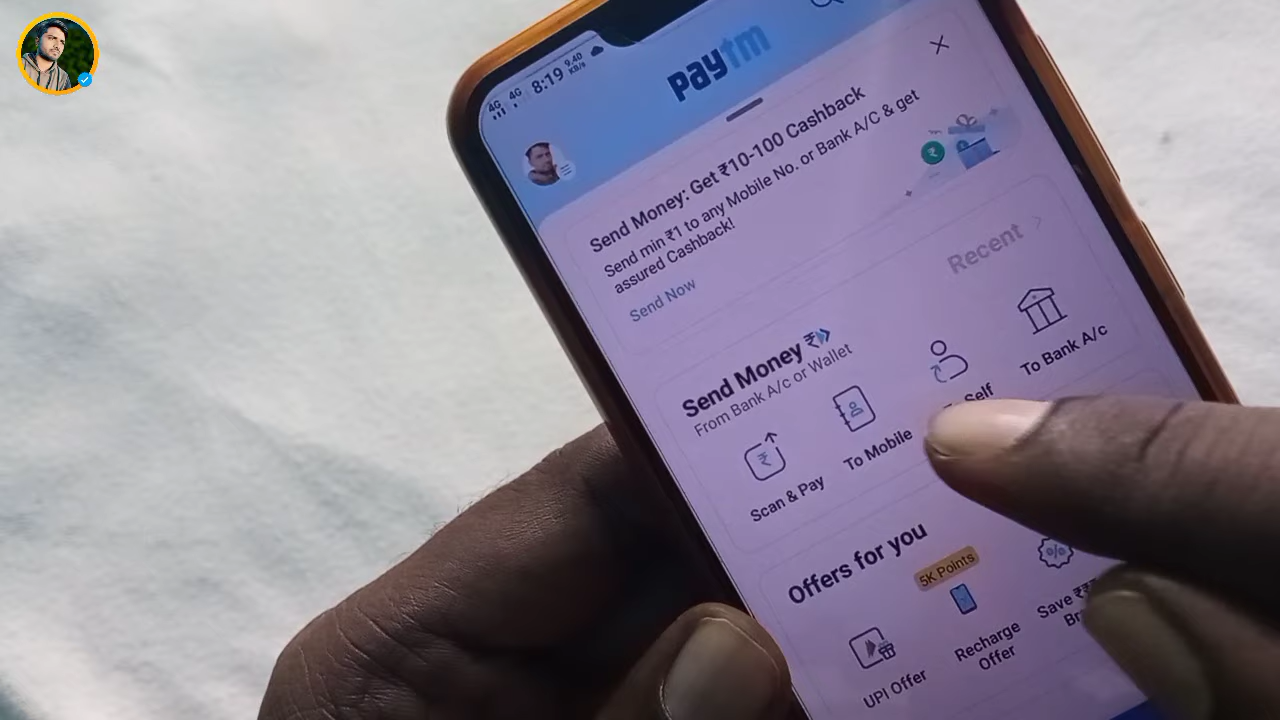 4G 4G 8:19 9.40 KB/s
paytm
Send Money: Get ₹10-100 Cashback
Send min ₹1 to any Mobile No. or Bank A/C & get
assured Cashback!
Send Now
Recent
Send Money
From Bank A/c or Wallet
Scan & Pay
To Mobile
Self
To Bank A/c
Offers for you
5K Points
UPI Offer
Recharge
Offer
Save